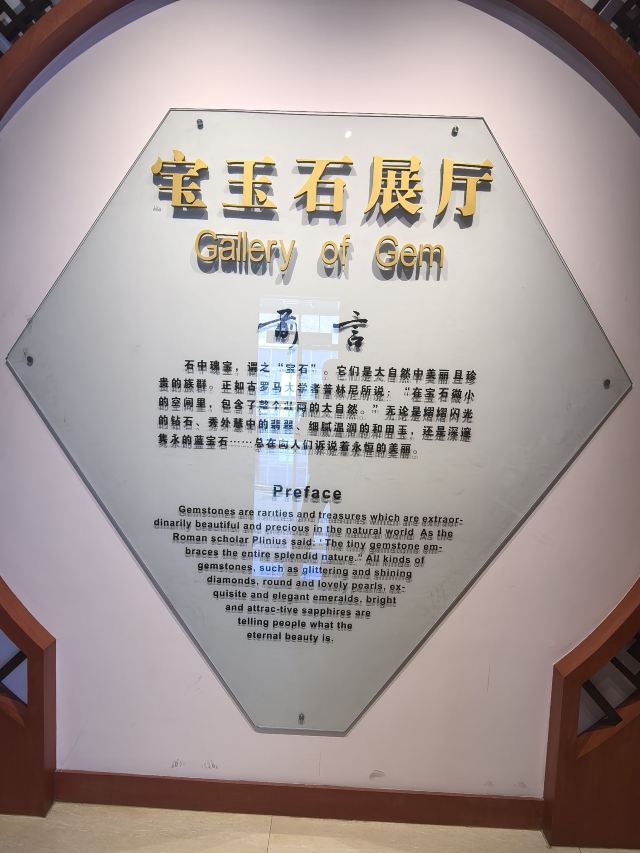 宝玉石展厅
Gallery of Gem
前言
石中瑰宝，谓之“宝石”。它们是大自然中美丽且珍
贵的族群。正如古罗马大学者普林尼所说：“在宝石微小
的空间里，包含了整个壮丽的大自然。”无论是熠熠闪光
的钻石、秀外慧中的翡翠、细腻温润的和田玉，还是深邃
隽永的蓝宝石……总在向人们诉说着永恒的美丽。
Preface
Gemstones are rarities and treasures which are extraor-
dinarily beautiful and precious in the natural world. As the
Roman scholar Plinius said: "The tiny gemstone em-
braces the entire splendid nature." All kinds of
gemstones, such as glittering and shining
diamonds, round and lovely pearls, ex-
quisite and elegant emeralds, bright
and attrac-tive sapphires are
telling people what the
eternal beauty is.